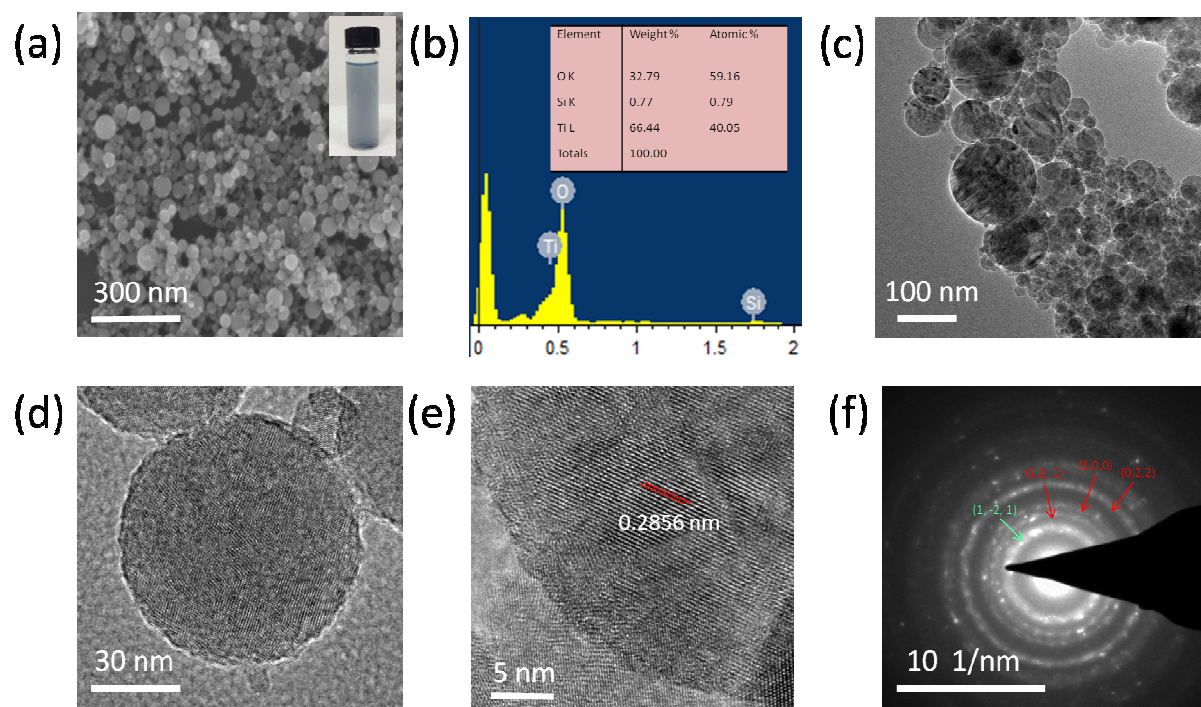 (a)
300 nm
(b)
Element Weight% Atomic %
O K 32.79 59.16
Si K 0.77 0.79
Ti L 66.44 40.05
Totals 100.00
O
Ti
Si
0 0.5 1 1.5 2
(c)
100 nm
(d)
30 nm
(e)
0.2856 nm
5 nm
(f)
(2,0,0)
(0,2,2)
(1, -2, 1)
10 1/nm